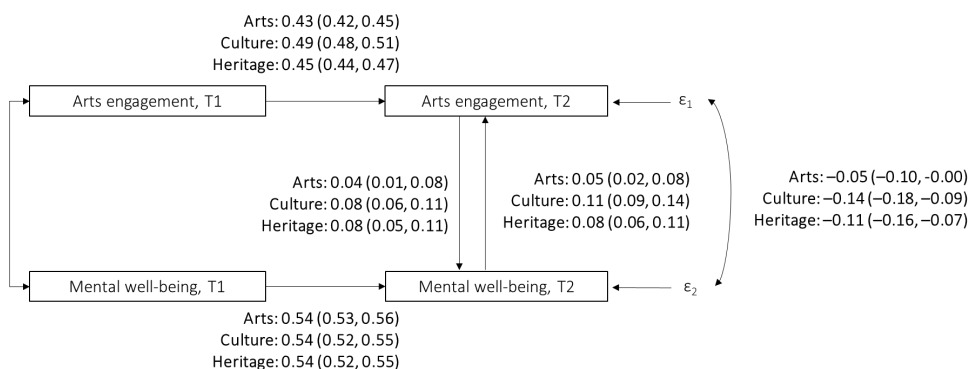 Arts: 0.43 (0.42, 0.45)
Culture: 0.49 (0.48, 0.51)
Heritage: 0.45 (0.44, 0.47)
Arts engagement, T1
Arts engagement, T2
ε1
Arts: 0.04 (0.01, 0.08)
Culture: 0.08 (0.06, 0.11)
Heritage: 0.08 (0.05, 0.11)
Arts: 0.05 (0.02, 0.08)
Culture: 0.11 (0.09, 0.14)
Heritage: 0.08 (0.06, 0.11)
Arts: –0.05 (–0.10, -0.00)
Culture: –0.14 (–0.18, –0.09)
Heritage: –0.11 (–0.16, –0.07)
Mental well-being, T1
Mental well-being, T2
ε2
Arts: 0.54 (0.53, 0.56)
Culture: 0.54 (0.52, 0.55)
Heritage: 0.54 (0.52, 0.55)